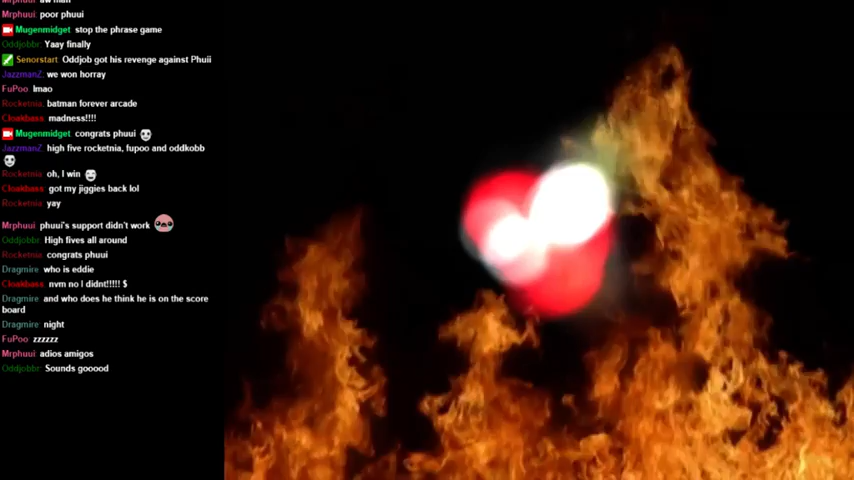 Mrphuui: aw man
Mrphuui: poor phuui
Mugenmidget stop the phrase game
Oddjobbr: Yaay finally
Senorstart: Oddjob got his revenge against Phuii
JazzmanZ: we won horray
FuPoo: lmao
Rocketnia: batman forever arcade
Cloakbass: madness!!!!
Mugenmidget congrats phuui
JazzmanZ: high five rocketnia, fupoo and oddkobb
Rocketnia: oh, I win
Cloakbass: got my jiggies back lol
Rocketnia: yay
Mrphuui: phuui's support didn't work
Oddjobbr: High fives all around
Rocketnia: congrats phuui
Dragmire: who is eddie
Cloakbass: nvm no I didnt!!!!! $
Dragmire: and who does he think he is on the score
board
Dragmire: night
FuPoo: zzzzzz
Mrphuui: adios amigos
Oddjobbr: Sounds gooood